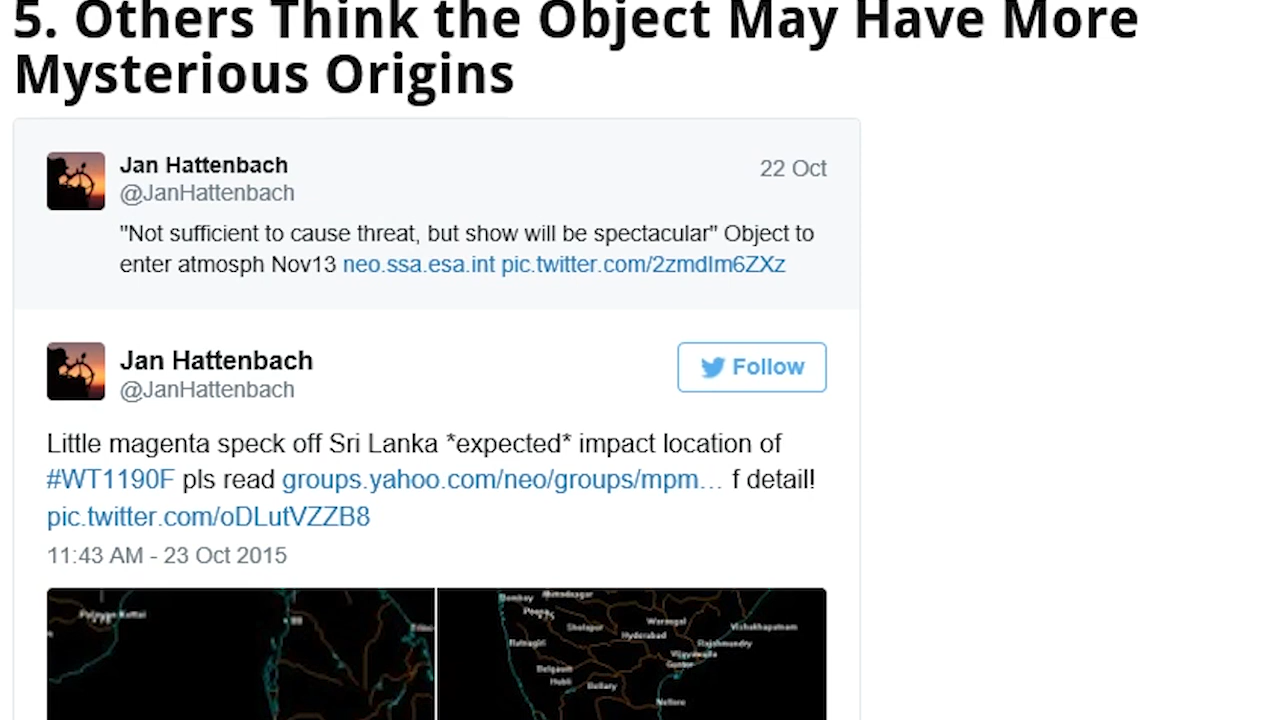 5. Others Think the Object May Have More
Mysterious Origins
Jan Hattenbach
@JanHattenbach
22 Oct
"Not sufficient to cause threat, but show will be spectacular" Object to
enter atmosph Nov13 neo.ssa.esa.int pic.twitter.com/2zmdIm6ZXz
Jan Hattenbach
@JanHattenbach
Follow
Little magenta speck off Sri Lanka *expected* impact location of
#WT1190F pls read groups.yahoo.com/neo/groups/mpm… f detail!
pic.twitter.com/oDLutVZZB8
11:43 AM - 23 Oct 2015
Bombay
Ahmadnagar
Poona
Sholapur
Warangal
Vishakhapatnam
Hyderabad
Ratnagiri
Rajahmundry
Vijayawada
Guntur
Belgaum
Hubli
Bellary
Nellore